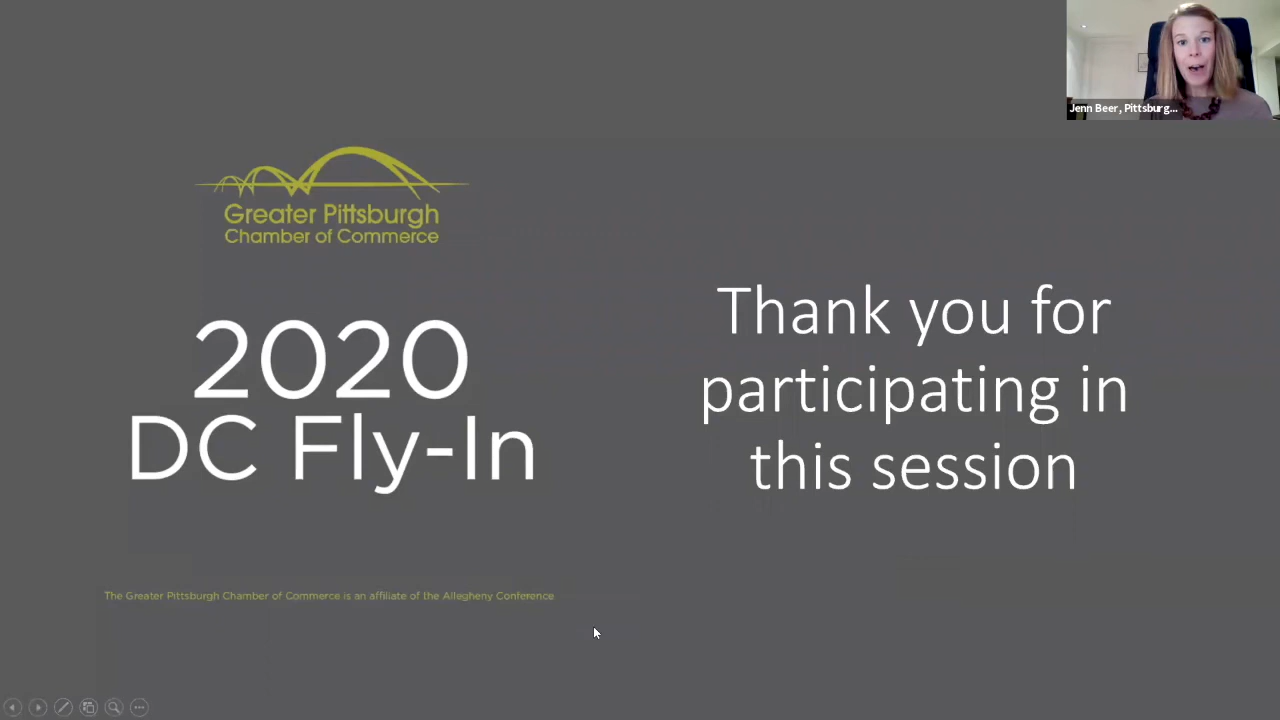 Jenn Beer, Pittsburg...
Greater Pittsburgh
Chamber of Commerce
2020
DC Fly-In
Thank you for
participating in
this session
The Greater Pittsburgh Chamber of Commerce is an affiliate of the Allegheny Conference